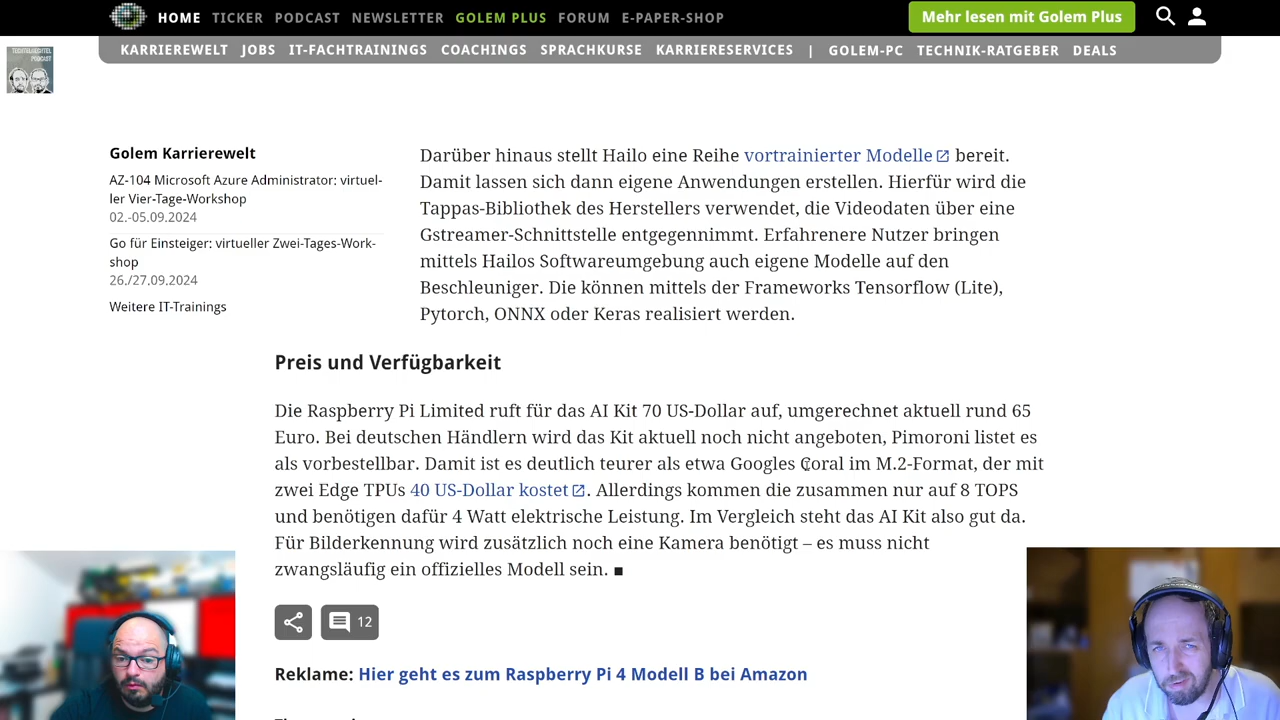 HOME TICKER PODCAST NEWSLETTER GOLEM PLUS FORUM E-PAPER-SHOP
Mehr lesen mit Golem Plus
KARRIEREWELT JOBS IT-FACHTRAININGS COACHINGS SPRACHKURSE KARRIERESERVICES | GOLEM-PC TECHNIK-RATGEBER DEALS
Golem Karrierewelt
AZ-104 Microsoft Azure Administrator: virtuel-
ler Vier-Tage-Workshop
02.-05.09.2024
Go für Einsteiger: virtueller Zwei-Tages-Work-
shop
26./27.09.2024
Weitere IT-Trainings
Darüber hinaus stellt Hailo eine Reihe vortrainierter Modelle bereit.
Damit lassen sich dann eigene Anwendungen erstellen. Hierfür wird die
Tappas-Bibliothek des Herstellers verwendet, die Videodaten über eine
Gstreamer-Schnittstelle entgegennimmt. Erfahrenere Nutzer bringen
mittels Hailos Softwareumgebung auch eigene Modelle auf den
Beschleuniger. Die können mittels der Frameworks Tensorflow (Lite),
Pytorch, ONNX oder Keras realisiert werden.
Preis und Verfügbarkeit
Die Raspberry Pi Limited ruft für das AI Kit 70 US-Dollar auf, umgerechnet aktuell rund 65
Euro. Bei deutschen Händlern wird das Kit aktuell noch nicht angeboten, Pimoroni listet es
als vorbestellbar. Damit ist es deutlich teurer als etwa Googles Coral im M.2-Format, der mit
zwei Edge TPUs 40 US-Dollar kostet. Allerdings kommen die zusammen nur auf 8 TOPS
und benötigen dafür 4 Watt elektrische Leistung. Im Vergleich steht das AI Kit also gut da.
Für Bilderkennung wird zusätzlich noch eine Kamera benötigt – es muss nicht
zwangsläufig ein offizielles Modell sein. ■
12
Reklame: Hier geht es zum Raspberry Pi 4 Modell B bei Amazon